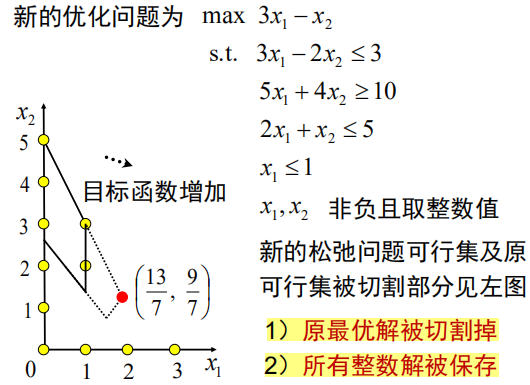 新的优化问题为 max 3x₁ − x₂
s.t. 3x₁ − 2x₂ ≤ 3
5x₁ + 4x₂ ≥ 10
2x₁ + x₂ ≤ 5
x₁ ≤ 1
x₁, x₂ 非负且取整数值
x₂
5
4
3
2
1
0 1 2 3 x₁
目标函数增加
(13/7, 9/7)
新的松弛问题可行集及原
可行集被切割部分见左图
1）原最优解被切割掉
2）所有整数解被保存